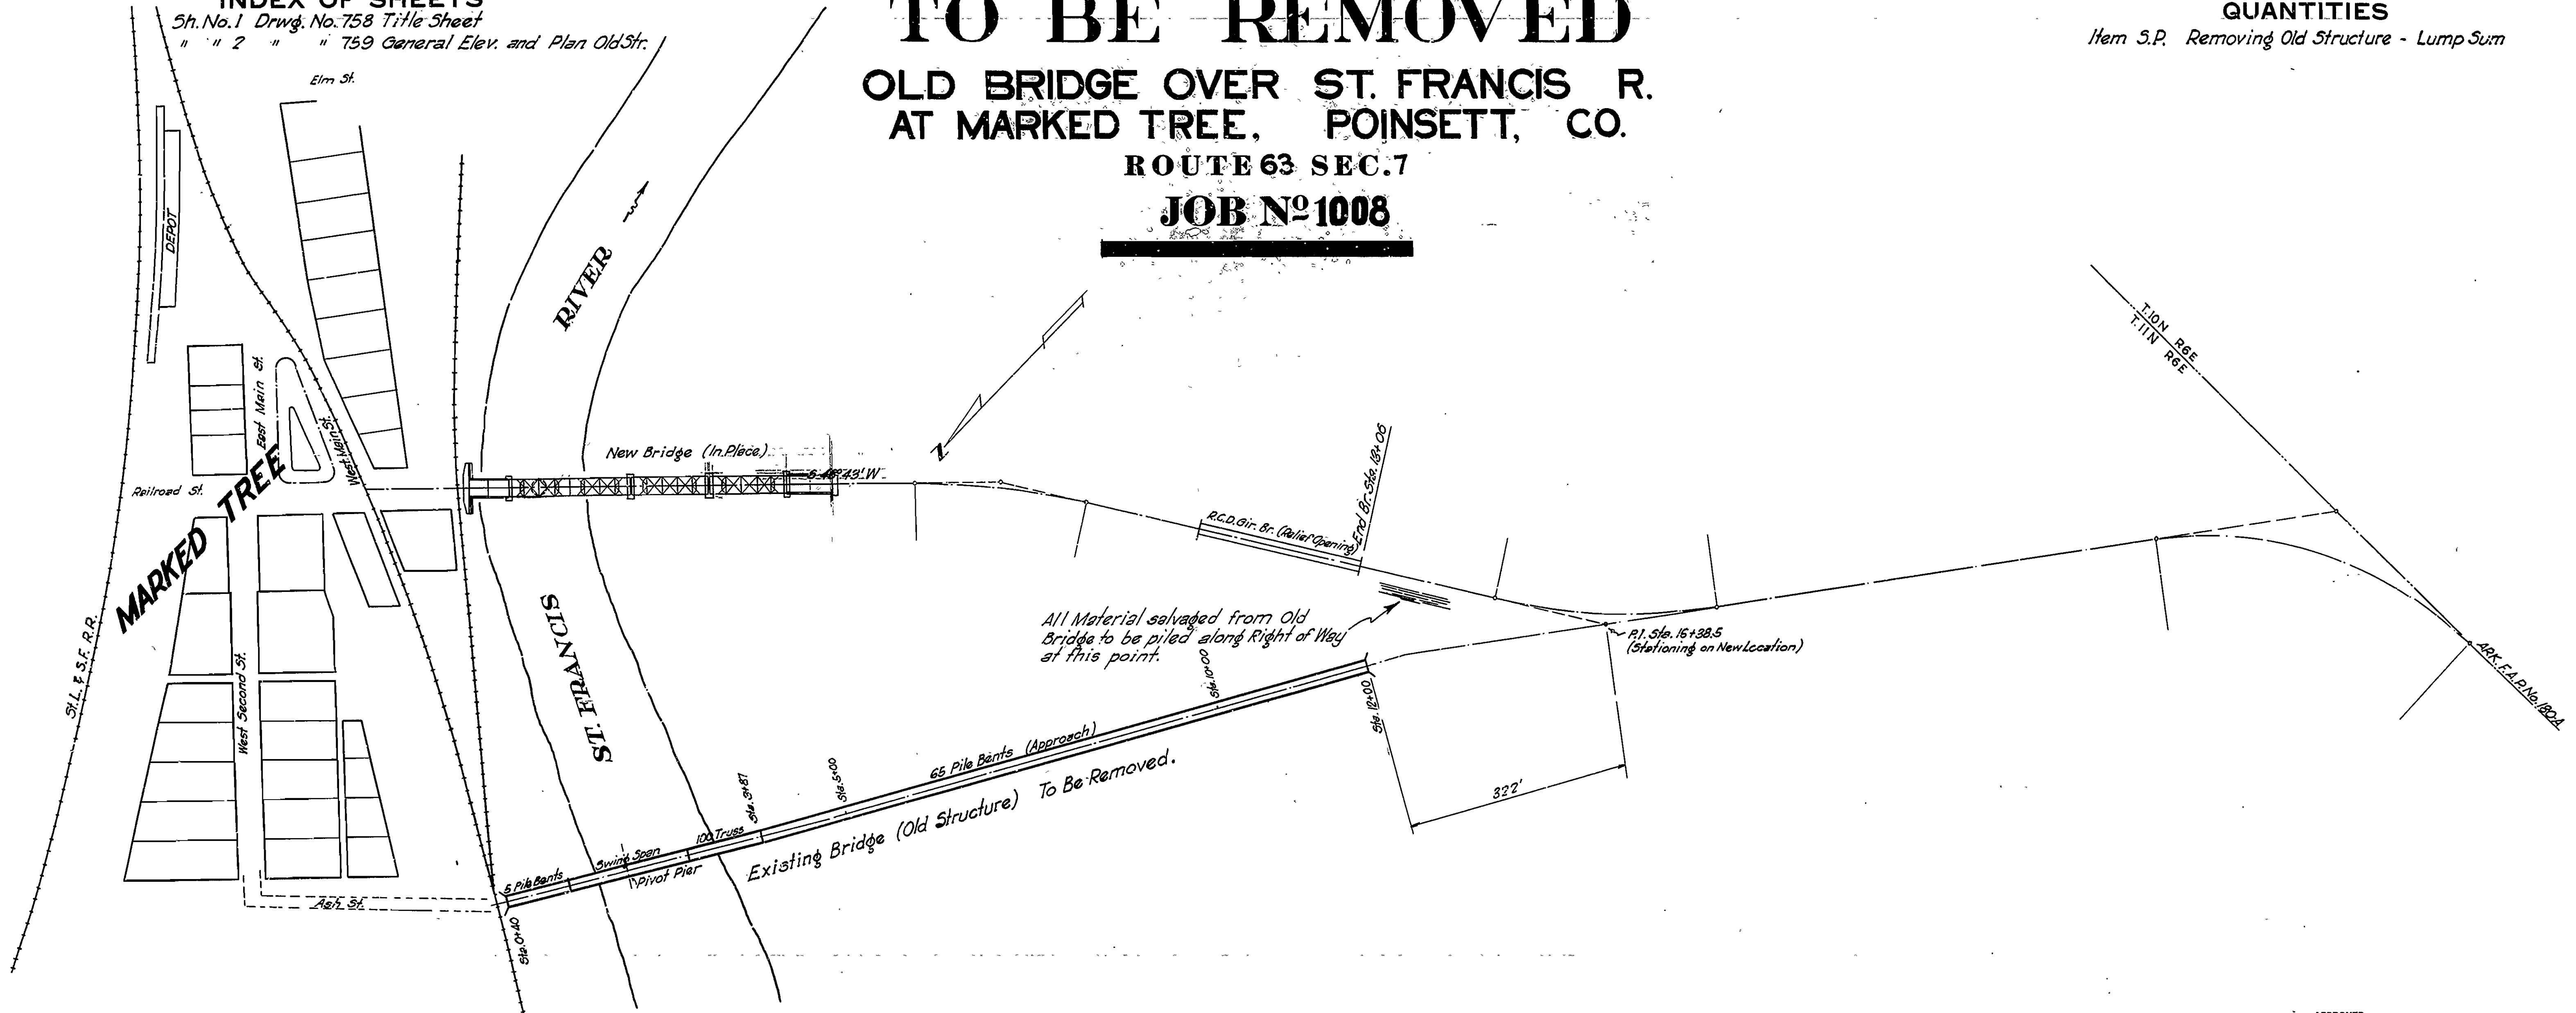 INDEX OF SHEETS
Sh. No. 1 Drwg. No. 758 Title Sheet
" " 2 " " 759 General Elev. and Plan Old Str.
TO BE REMOVED
OLD BRIDGE OVER ST. FRANCIS R.
AT MARKED TREE, POINSETT, CO.
ROUTE 63 SEC. 7
JOB Nº 1008
QUANTITIES
Item S.P. Removing Old Structure - Lump Sum
Elm St.
DEPOT
RIVER
T.10N R6E
T.11N R6E
East Main St.
West Main St.
Railroad St.
MARKED TREE
St.L. & S.F. R.R.
New Bridge (In Place)
43' W
N
R.C.D. Gir. Br. (Relief Opening)
End Br. Sta. 13+06
All Material salvaged from Old
Bridge to be piled along Right of Way
at this point.
P.I. Sta. 16+38.5
(Stationing on New Location)
ARK. F.A.P. No. 180-A
ST. FRANCIS
West Second St.
Sta. 10+00
Sta. 12+00
322'
65 Pile Bents (Approach)
Sta. 5+00
Sta. 3+87
Existing Bridge (Old Structure) To Be Removed.
100' Truss
Swing Span
Pivot Pier
5 Pile Bents
Ash St.
Sta. 0+40